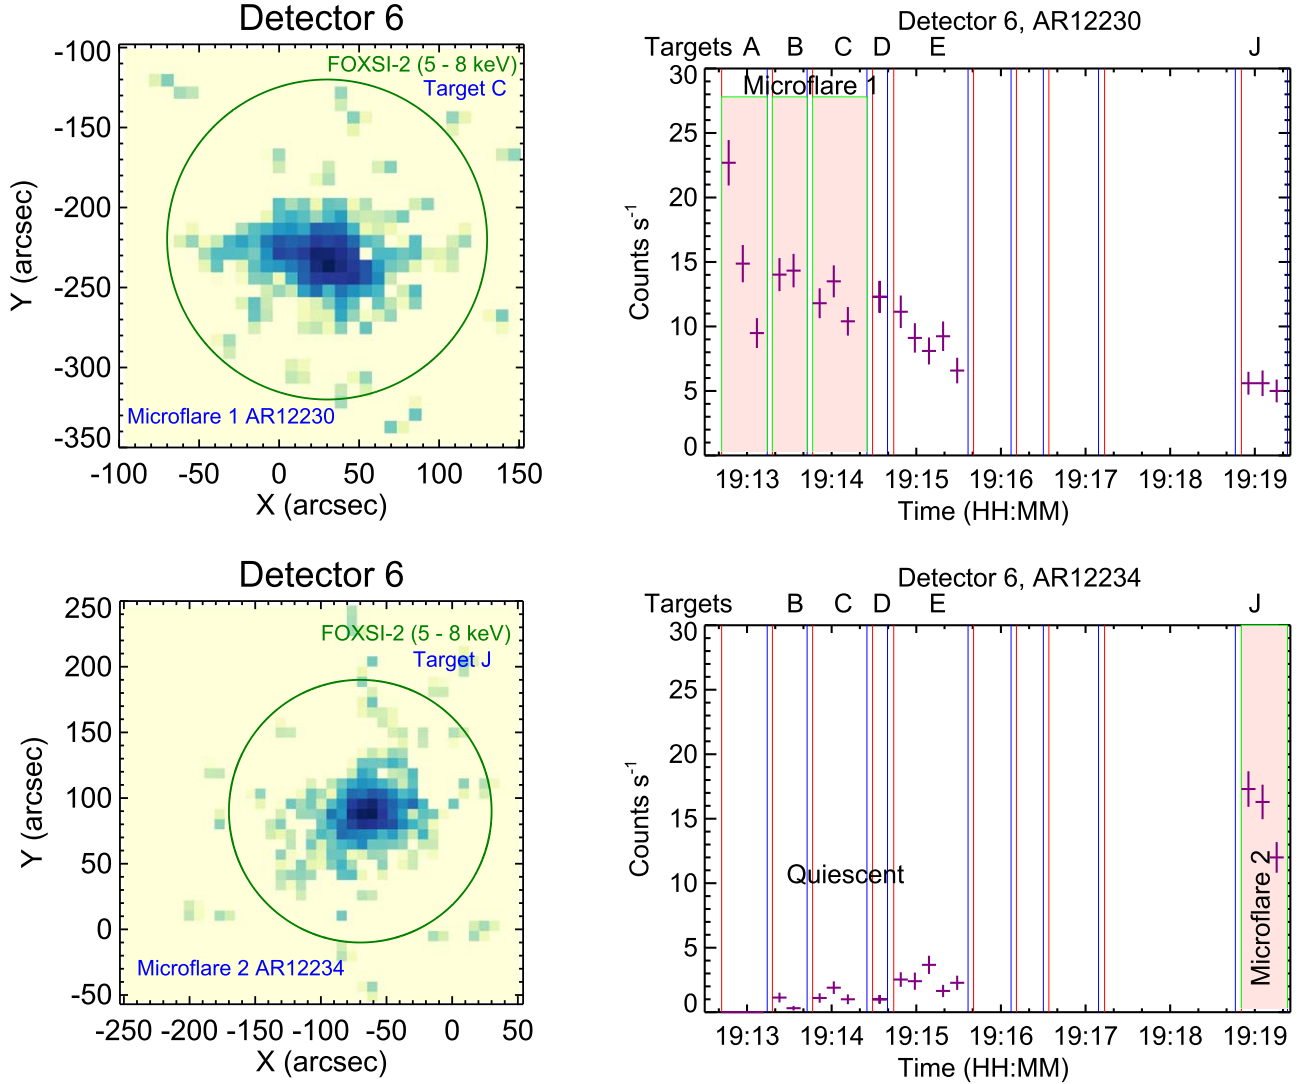 Detector 6
FOXSI-2 (5 - 8 keV)
Target C
Microflare 1 AR12230
-100
-150
-200
-250
-300
-350
Y (arcsec)
-100 -50 0 50 100 150
X (arcsec)
Detector 6, AR12230
Targets A B C D E J
Microflare 1
30
25
20
15
10
5
0
Counts s⁻¹
19:13 19:14 19:15 19:16 19:17 19:18 19:19
Time (HH:MM)
Detector 6
FOXSI-2 (5 - 8 keV)
Target J
Microflare 2 AR12234
250
200
150
100
50
0
-50
Y (arcsec)
-250 -200 -150 -100 -50 0 50
X (arcsec)
Detector 6, AR12234
Targets B C D E J
Quiescent
Microflare 2
30
25
20
15
10
5
0
Counts s⁻¹
19:13 19:14 19:15 19:16 19:17 19:18 19:19
Time (HH:MM)